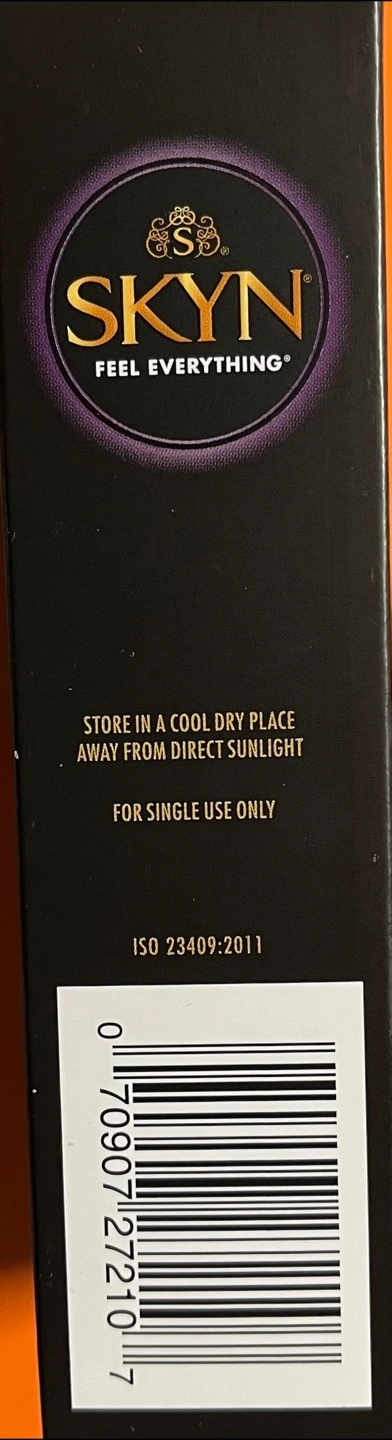 S®
SKYN®
FEEL EVERYTHING®
STORE IN A COOL DRY PLACE
AWAY FROM DIRECT SUNLIGHT
FOR SINGLE USE ONLY
ISO 23409:2011
0 70907 27210 7